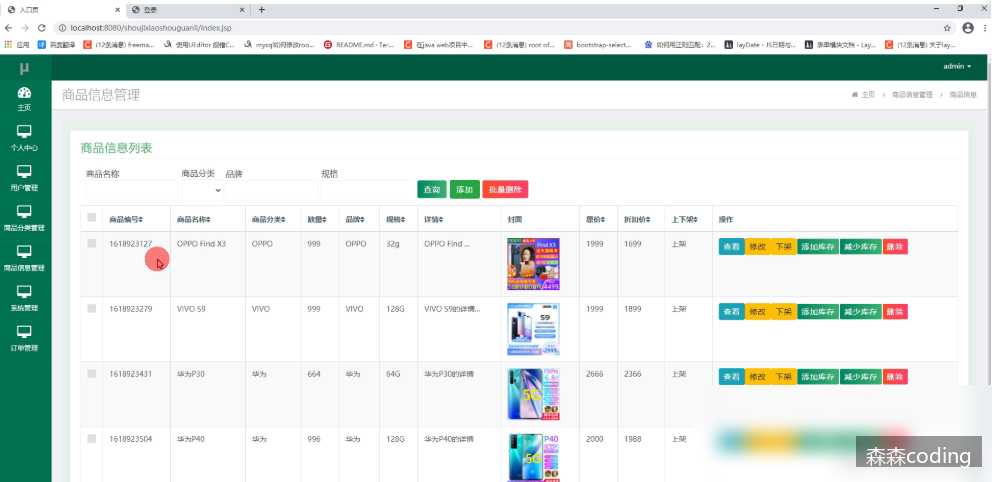 入口页
登录
localhost:8080/shoujixiaoshouguanli/index.jsp
应用 百度翻译 (12条消息) freema... 使用UEditor 报错C... mysql如何修改roo... README.md · Ter... 在java web项目中... (12条消息) root of... bootstrap-select... 如何用正则匹配: 2... layDate - JS日期与... 表单模块文档 - Lay... (12条消息) 关于lay...
μ
admin
主页
个人中心
用户管理
商品分类管理
商品信息管理
系统管理
订单管理
商品信息管理
主页 > 商品信息管理 > 商品信息
商品信息列表
商品名称 商品分类 品牌 规格
查询 添加 批量删除
商品编号 商品名称 商品分类 数量 品牌 规格 详情 封面 原价 折扣价 上下架 操作
1618923127 OPPO Find X3 OPPO 999 OPPO 32g OPPO Find ... 1999 1699 上架 查看 修改 下架 添加库存 减少库存 删除
Find X3
4499
1618923279 VIVO S9 VIVO 999 VIVO 128G VIVO S9的详情... 1999 1899 上架 查看 修改 下架 添加库存 减少库存 删除
S9
2999
1618923431 华为P30 华为 664 华为 64G 华为P30的详情 2666 2366 上架 查看 修改 下架 添加库存 减少库存 删除
5G
1618923504 华为P40 华为 996 华为 128G 华为P40的详情 2000 1988 上架
P40
5G
森森coding